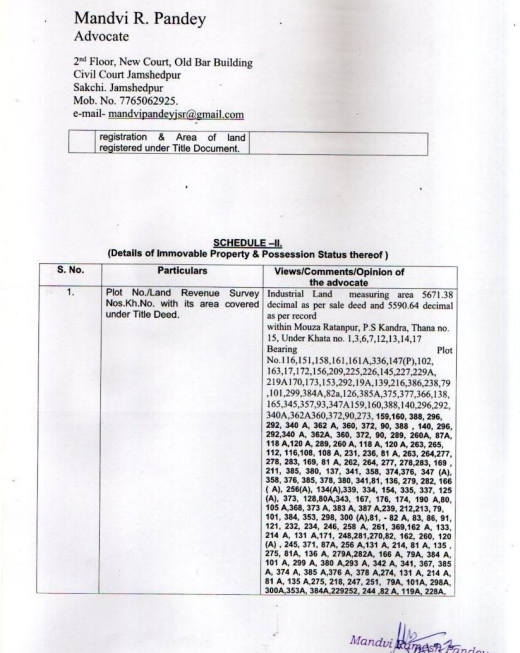 Mandvi R. Pandey
Advocate
2nd Floor, New Court, Old Bar Building
Civil Court Jamshedpur
Sakchi. Jamshedpur
Mob. No. 7765062925.
e-mail- mandvipandeyjsr@gmail.com
registration & Area of land
registered under Title Document.
SCHEDULE –II.
(Details of Immovable Property & Possession Status thereof )
S. No. Particulars Views/Comments/Opinion of
the advocate
1. Plot No./Land Revenue Survey
Nos.Kh.No. with its area covered
under Title Deed.
Industrial Land measuring area 5671.38
decimal as per sale deed and 5590.64 decimal
as per record
within Mouza Ratanpur, P.S Kandra, Thana no.
15, Under Khata no. 1,3,6,7,12,13,14,17
Bearing Plot
No.116,151,158,161,161A,336,147(P),102,
163,17,172,156,209,225,226,145,227,229A,
219A170,173,153,292,19A,139,216,386,238,79
,101,299,384A,82a,126,385A,375,377,366,138,
165,345,357,93,347A159,160,388,140,296,292,
340A,362A360,372,90,273, 159,160, 388, 296,
292, 340 A, 362 A, 360, 372, 90, 388 , 140, 296,
292,340 A, 362A, 360, 372, 90, 289, 260A, 87A,
118 A,120 A, 289, 260 A, 118 A, 120 A, 263, 265,
112, 116,108, 108 A, 231, 236, 81 A, 263, 264,277,
278, 283, 169, 81 A, 262, 264, 277, 278,283, 169 ,
211, 385, 380, 137, 341, 358, 374,376, 347 (A),
358, 376, 385, 378, 380, 341,81, 136, 279, 282, 166
( A), 256(A), 134(A),339, 334, 154, 335, 337, 125
(A), 373, 128,80A,343, 167, 176, 174, 190 A,80,
105 A,368, 373 A, 383 A, 387 A,239, 212,213, 79,
101, 384, 353, 298, 300 (A),81, - 82 A, 83, 86, 91,
121, 232, 234, 246, 258 A, 261, 369,162 A, 133,
214 A, 131 A,171, 248,281,270,82, 162, 260, 120
(A) , 245, 371, 87A, 256 A,131 A, 214, 81 A, 135 ,
275, 81A, 136 A, 279A,282A, 166 A, 79A, 384 A,
101 A, 299 A, 380 A,293 A, 342 A, 341, 367, 385
A, 374 A, 385 A,376 A, 378 A,274, 131 A, 214 A,
81 A, 135 A,275, 218, 247, 251, 79A, 101A, 298A,
300A,353A, 384A,229252, 244 ,82 A, 119A, 228A,
Mandvi Ramesh Pandey